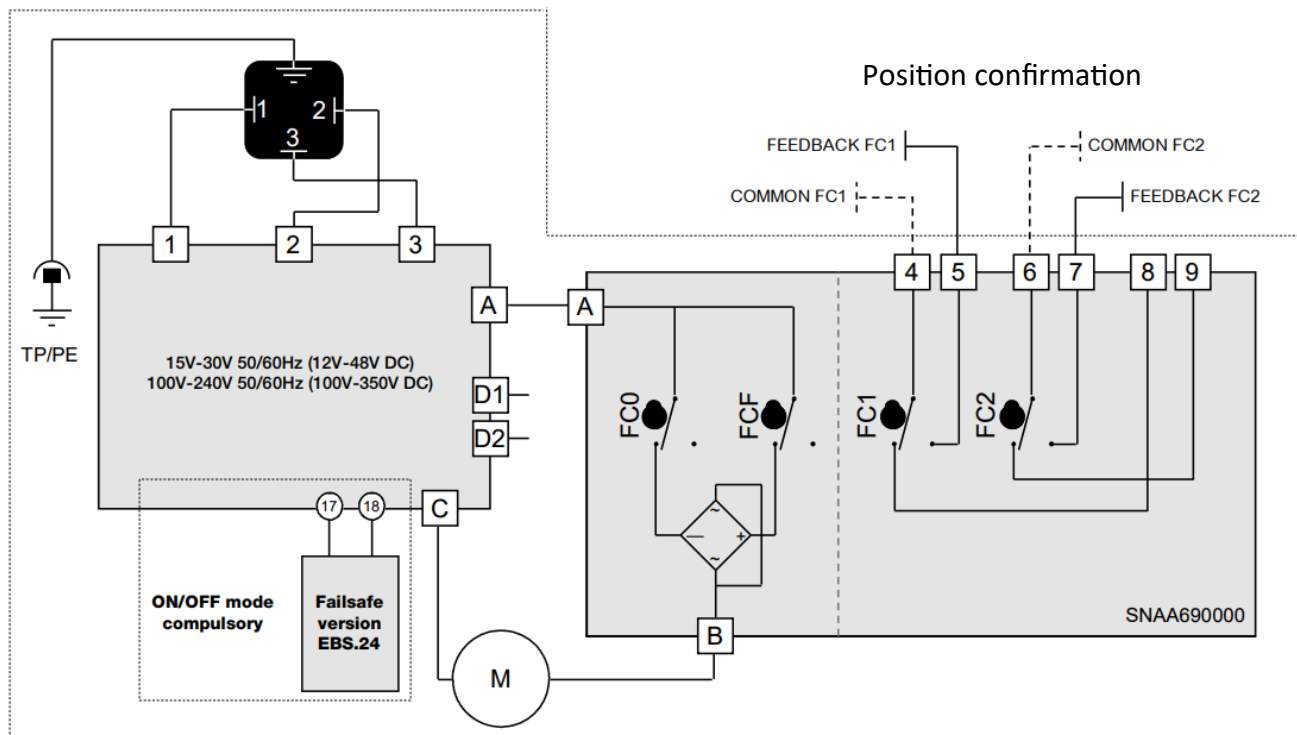 Position confirmation
1
2
3
FEEDBACK FC1
COMMON FC2
COMMON FC1
FEEDBACK FC2
1
2
3
4
5
6
7
8
9
A
A
TP/PE
15V-30V 50/60Hz (12V-48V DC)
100V-240V 50/60Hz (100V-350V DC)
D1
D2
FC0
FCF
FC1
FC2
17
18
C
~
—
+
~
ON/OFF mode
compulsory
Failsafe
version
EBS.24
SNAA690000
B
M